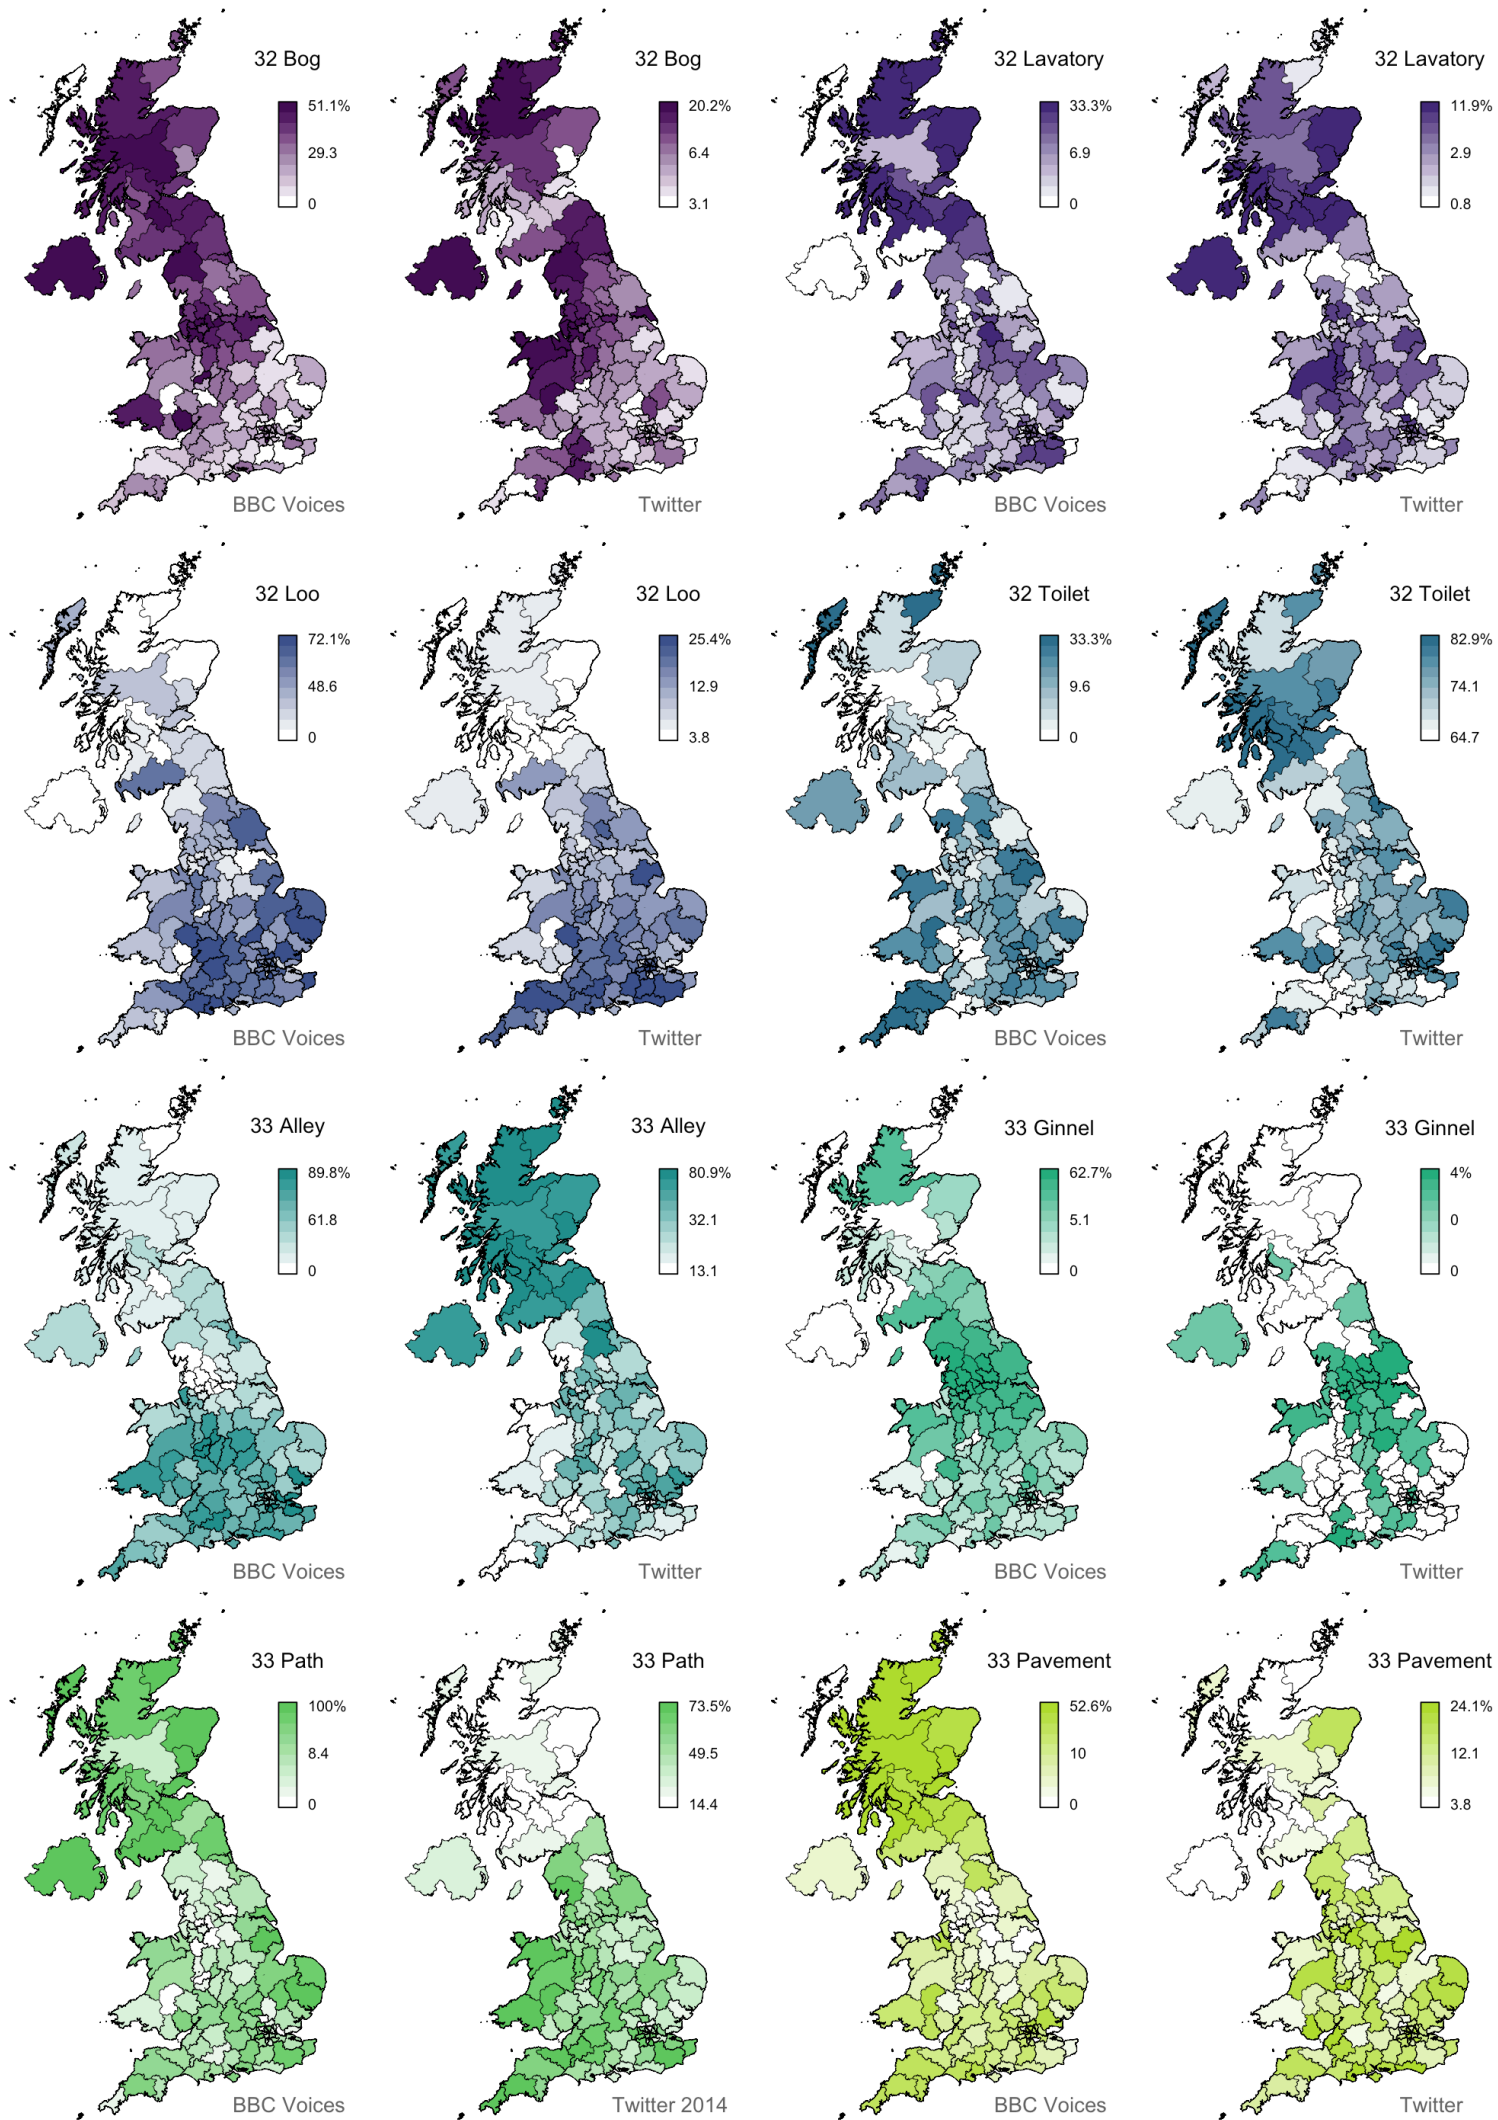 32 Bog
51.1%
29.3
0
BBC Voices
32 Bog
20.2%
6.4
3.1
Twitter
32 Lavatory
33.3%
6.9
0
BBC Voices
32 Lavatory
11.9%
2.9
0.8
Twitter
32 Loo
72.1%
48.6
0
BBC Voices
32 Loo
25.4%
12.9
3.8
Twitter
32 Toilet
33.3%
9.6
0
BBC Voices
32 Toilet
82.9%
74.1
64.7
Twitter
33 Alley
89.8%
61.8
0
BBC Voices
33 Alley
80.9%
32.1
13.1
Twitter
33 Ginnel
62.7%
5.1
0
BBC Voices
33 Ginnel
4%
0
0
Twitter
33 Path
100%
8.4
0
BBC Voices
33 Path
73.5%
49.5
14.4
Twitter 2014
33 Pavement
52.6%
10
0
BBC Voices
33 Pavement
24.1%
12.1
3.8
Twitter